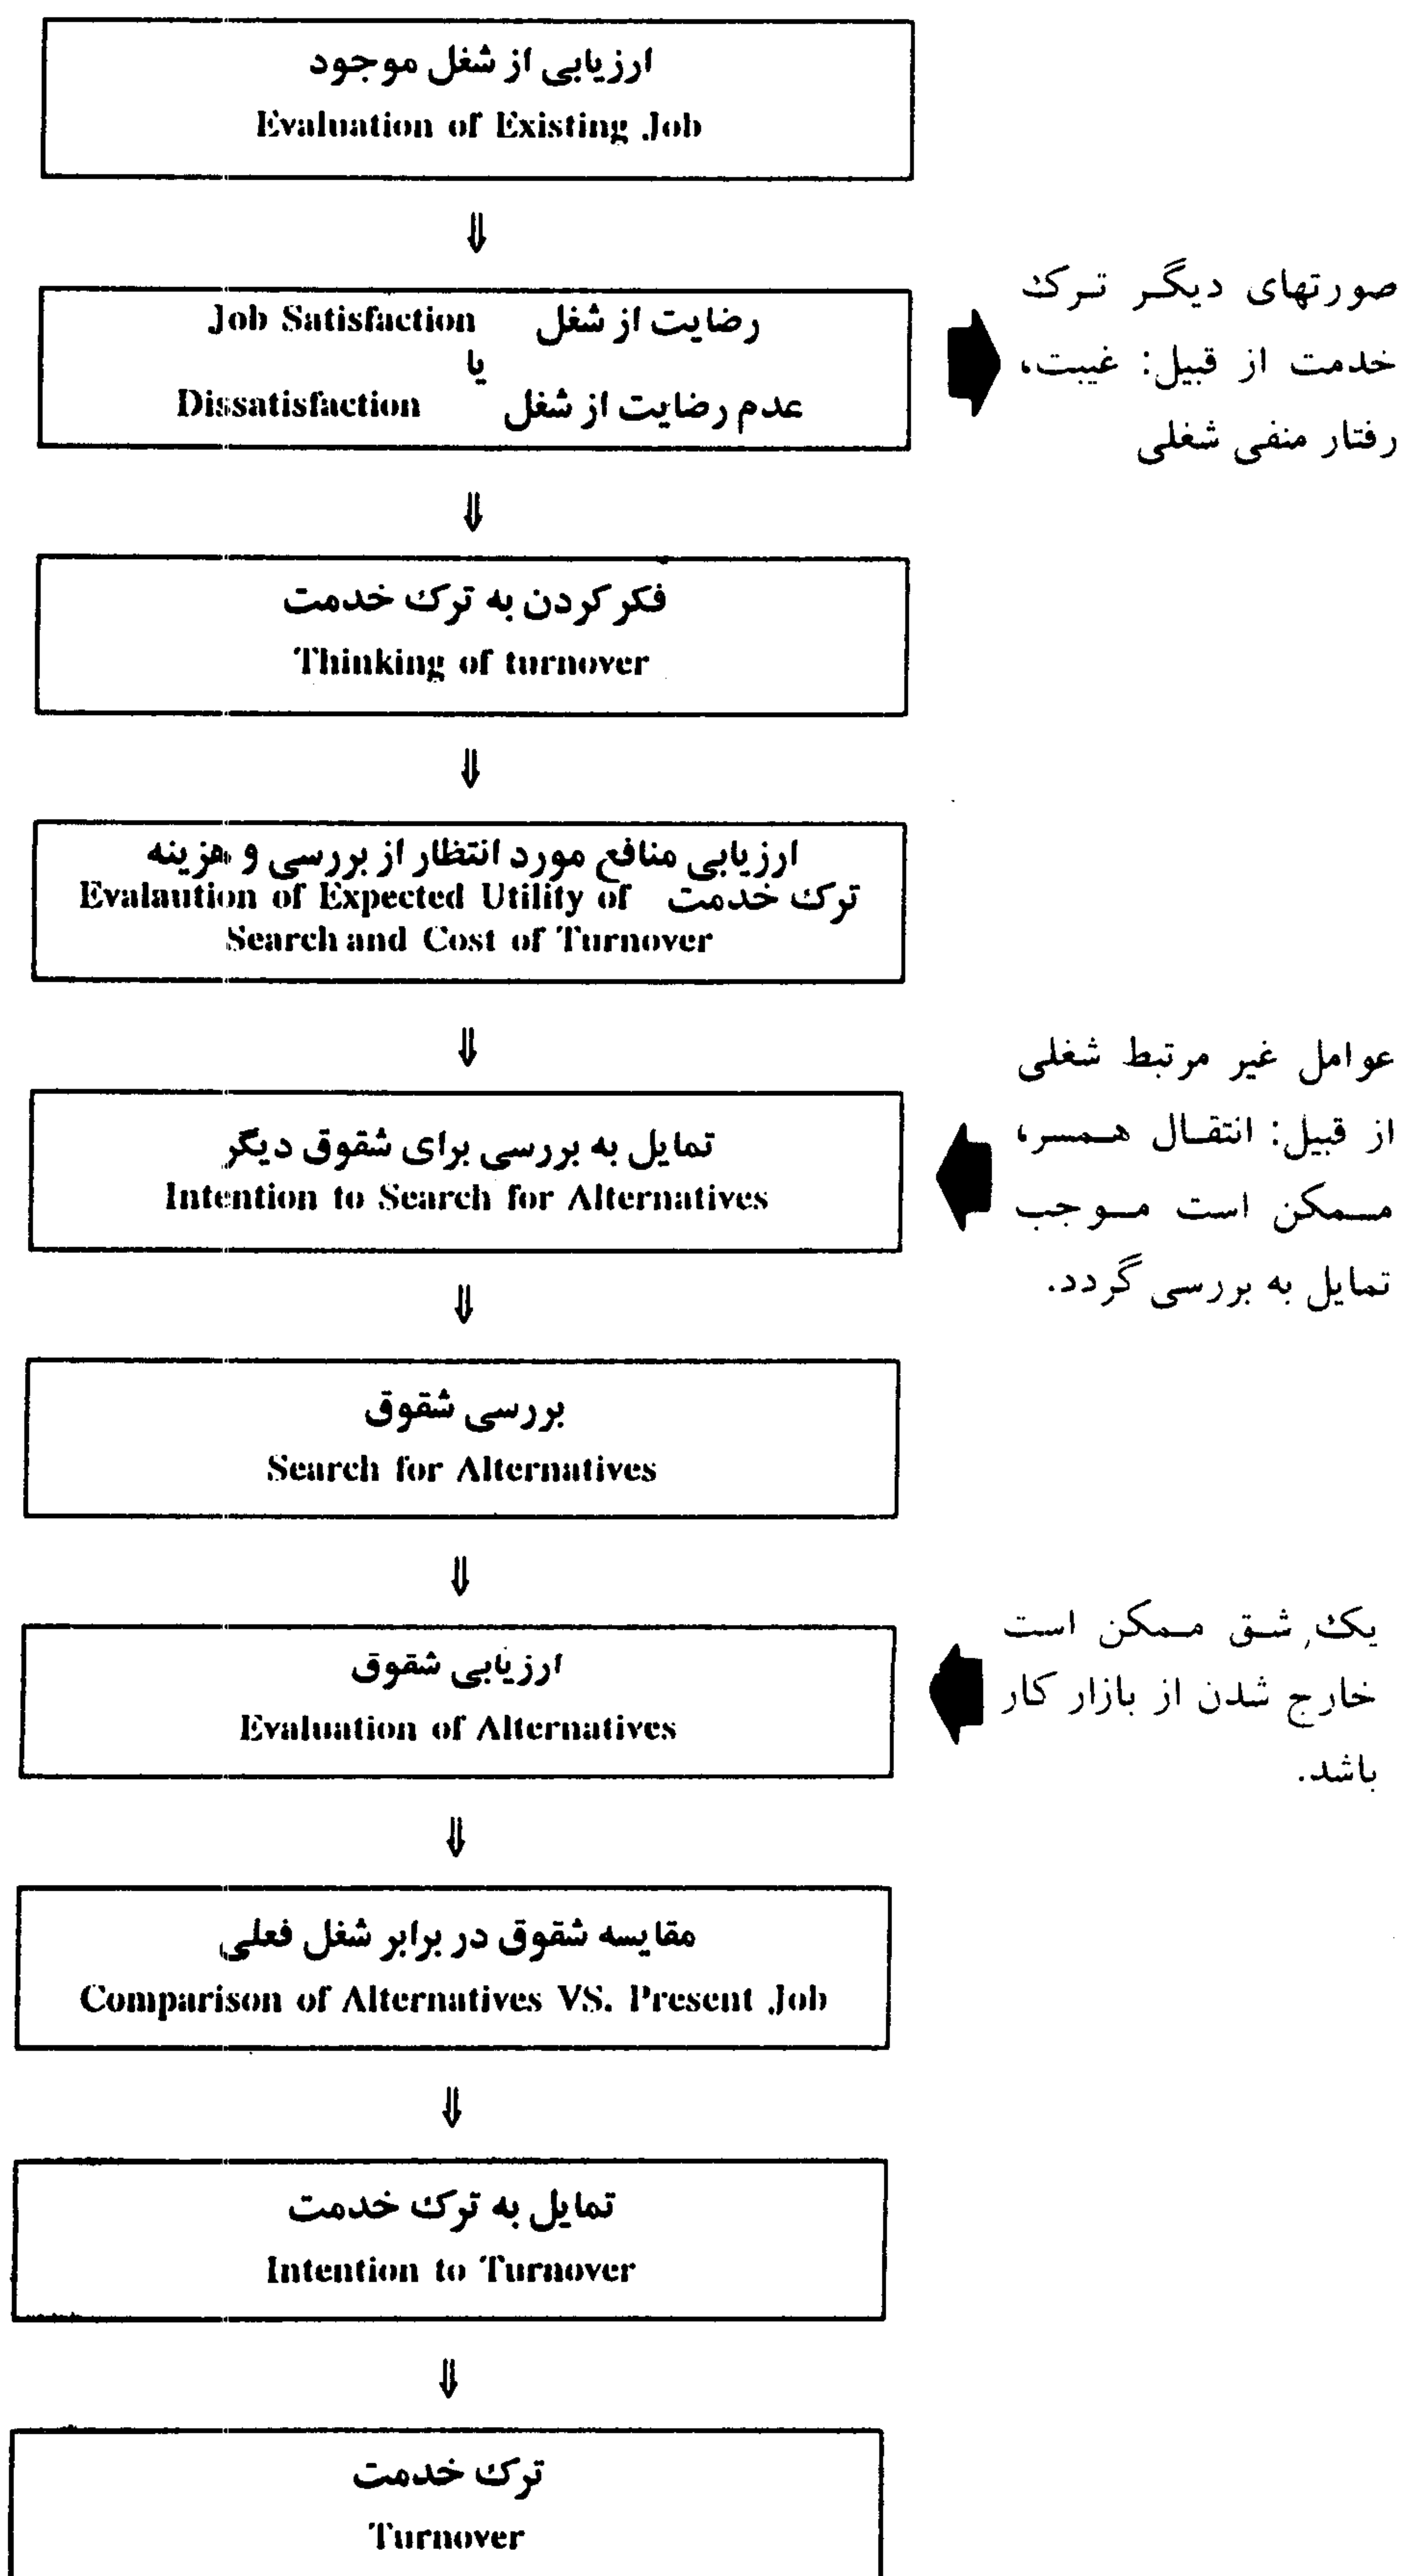 ارزیابی از شغل موجود
Evaluation of Existing Job
رضایت از شغل Job Satisfaction
یا
عدم رضایت از شغل Dissatisfaction
صورتهای دیگر ترک
خدمت از قبیل: غیبت،
رفتار منفی شغلی
فکر کردن به ترک خدمت
Thinking of turnover
ارزیابی منافع مورد انتظار از بررسی و هزینه
ترک خدمت Evalaution of Expected Utility of
Search and Cost of Turnover
تمایل به بررسی برای شقوق دیگر
Intention to Search for Alternatives
عوامل غیر مرتبط شغلی
از قبیل: انتقال همسر،
ممکن است موجب
تمایل به بررسی گردد.
بررسی شقوق
Search for Alternatives
ارزیابی شقوق
Evaluation of Alternatives
یک شق ممکن است
خارج شدن از بازار کار
باشد.
مقایسه شقوق در برابر شغل فعلی
Comparison of Alternatives VS. Present Job
تمایل به ترک خدمت
Intention to Turnover
ترک خدمت
Turnover